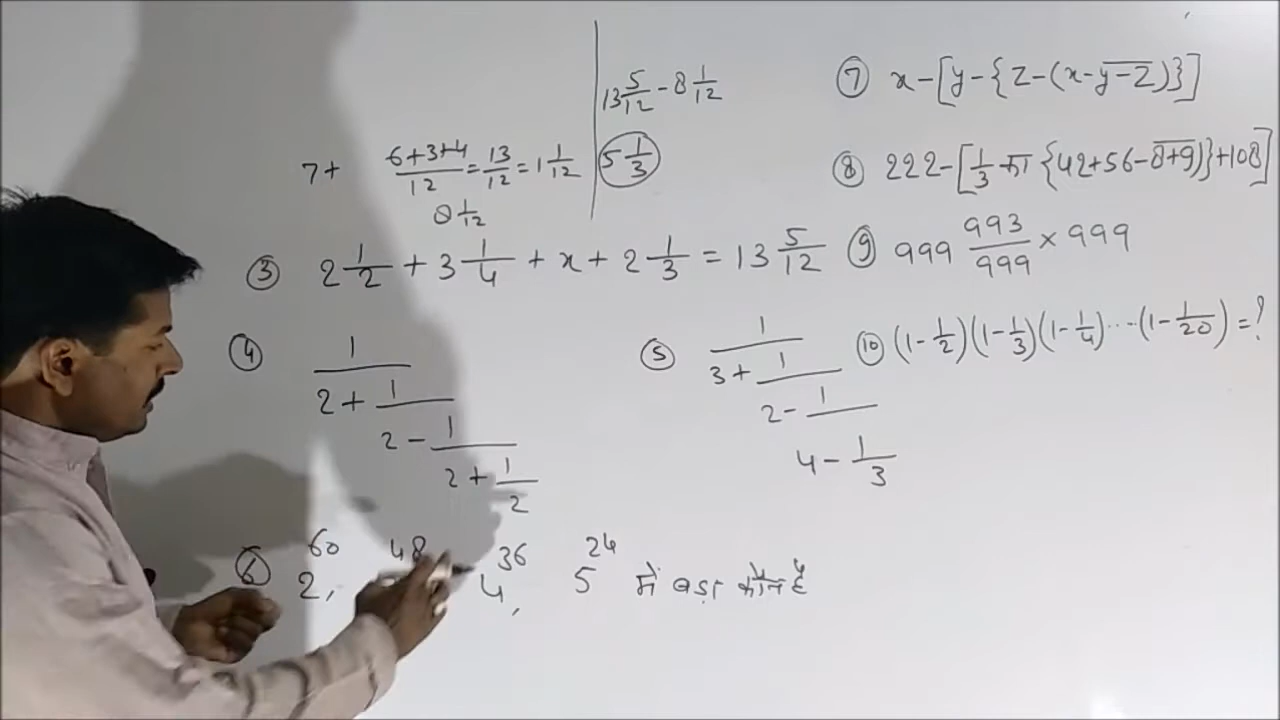 13 5/12 - 8 1/12
7 + (6+3+4)/12 = 13/12 = 1 1/12
5 1/3
8 1/12
③ 2 1/2 + 3 1/4 + x + 2 1/3 = 13 5/12
④ 1/(2 + 1/(2 - 1/(2 + 1/2)))
⑤ 1/(3 + 1/(2 - 1/(4 - 1/3)))
⑥ 2^60, 48 4^36, 5^24 में बड़ा कौन है
⑦ x - [y - {z - (x - y̅ ̅-̅ ̅z̅)}]
⑧ 222 - [1/3 का {42 + 56 - 8̅ ̅+̅ ̅9̅)} + 108]
⑨ 999 993/999 × 999
⑩ (1 - 1/2)(1 - 1/3)(1 - 1/4)....(1 - 1/20) = ?